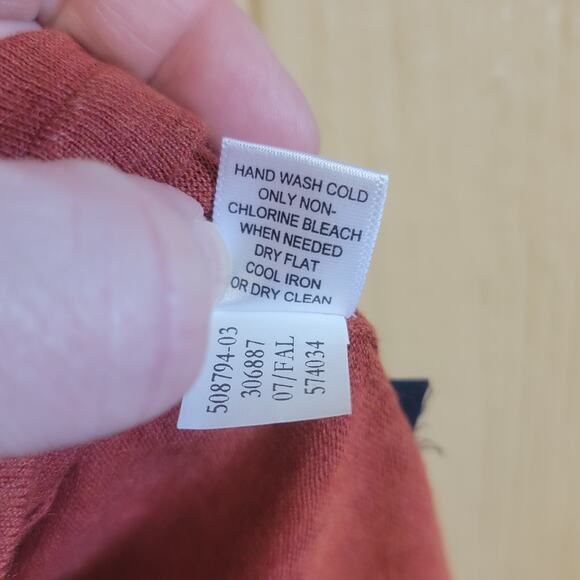 HAND WASH COLD
ONLY NON-
CHLORINE BLEACH
WHEN NEEDED
DRY FLAT
COOL IRON
OR DRY CLEAN
508794-03
306887
07/FAL
574034